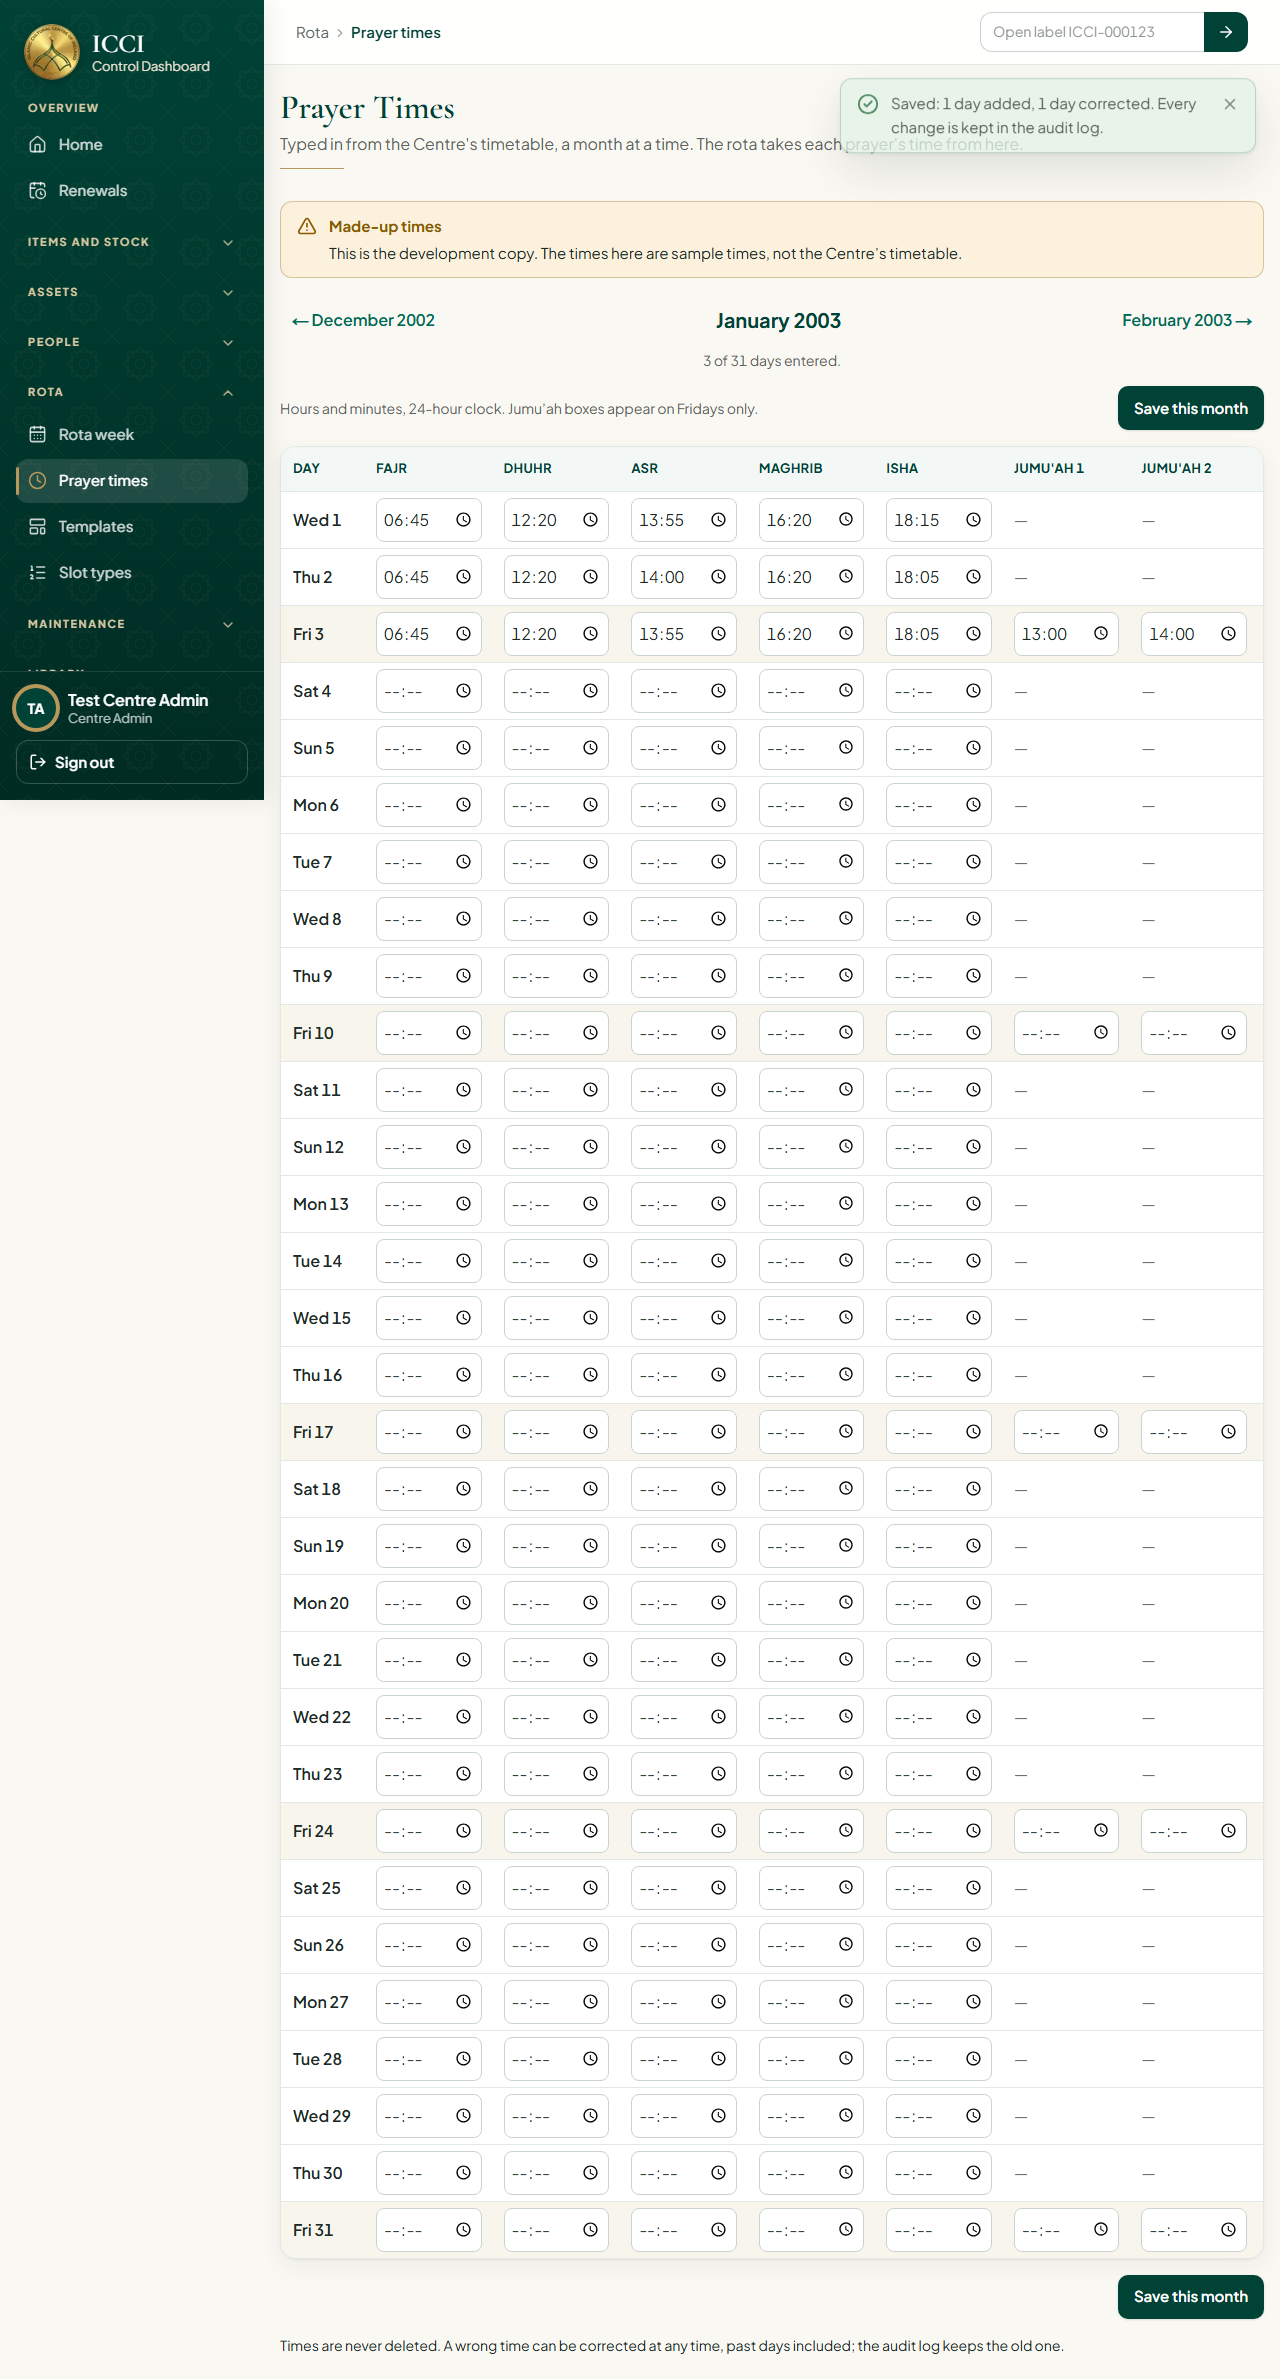 ICCI
Control Dashboard
OVERVIEW
Home
Renewals
ITEMS AND STOCK
ASSETS
PEOPLE
ROTA
Rota week
Prayer times
Templates
Slot types
MAINTENANCE
TA
Test Centre Admin
Centre Admin
Sign out
Rota > Prayer times
Open label ICCI-000123
Prayer Times
Typed in from the Centre's timetable, a month at a time. The rota takes each prayer's time from here.
Saved: 1 day added, 1 day corrected. Every
change is kept in the audit log.
Made-up times
This is the development copy. The times here are sample times, not the Centre's timetable.
← December 2002
January 2003
February 2003 →
3 of 31 days entered.
Hours and minutes, 24-hour clock. Jumu'ah boxes appear on Fridays only.
Save this month
DAY FAJR DHUHR ASR MAGHRIB ISHA JUMU'AH 1 JUMU'AH 2
Wed 1 06:45 12:20 13:55 16:20 18:15 — —
Thu 2 06:45 12:20 14:00 16:20 18:05 — —
Fri 3 06:45 12:20 13:55 16:20 18:05 13:00 14:00
Sat 4 --:-- --:-- --:-- --:-- --:-- — —
Sun 5 --:-- --:-- --:-- --:-- --:-- — —
Mon 6 --:-- --:-- --:-- --:-- --:-- — —
Tue 7 --:-- --:-- --:-- --:-- --:-- — —
Wed 8 --:-- --:-- --:-- --:-- --:-- — —
Thu 9 --:-- --:-- --:-- --:-- --:-- — —
Fri 10 --:-- --:-- --:-- --:-- --:-- --:-- --:--
Sat 11 --:-- --:-- --:-- --:-- --:-- — —
Sun 12 --:-- --:-- --:-- --:-- --:-- — —
Mon 13 --:-- --:-- --:-- --:-- --:-- — —
Tue 14 --:-- --:-- --:-- --:-- --:-- — —
Wed 15 --:-- --:-- --:-- --:-- --:-- — —
Thu 16 --:-- --:-- --:-- --:-- --:-- — —
Fri 17 --:-- --:-- --:-- --:-- --:-- --:-- --:--
Sat 18 --:-- --:-- --:-- --:-- --:-- — —
Sun 19 --:-- --:-- --:-- --:-- --:-- — —
Mon 20 --:-- --:-- --:-- --:-- --:-- — —
Tue 21 --:-- --:-- --:-- --:-- --:-- — —
Wed 22 --:-- --:-- --:-- --:-- --:-- — —
Thu 23 --:-- --:-- --:-- --:-- --:-- — —
Fri 24 --:-- --:-- --:-- --:-- --:-- --:-- --:--
Sat 25 --:-- --:-- --:-- --:-- --:-- — —
Sun 26 --:-- --:-- --:-- --:-- --:-- — —
Mon 27 --:-- --:-- --:-- --:-- --:-- — —
Tue 28 --:-- --:-- --:-- --:-- --:-- — —
Wed 29 --:-- --:-- --:-- --:-- --:-- — —
Thu 30 --:-- --:-- --:-- --:-- --:-- — —
Fri 31 --:-- --:-- --:-- --:-- --:-- --:-- --:--
Save this month
Times are never deleted. A wrong time can be corrected at any time, past days included; the audit log keeps the old one.